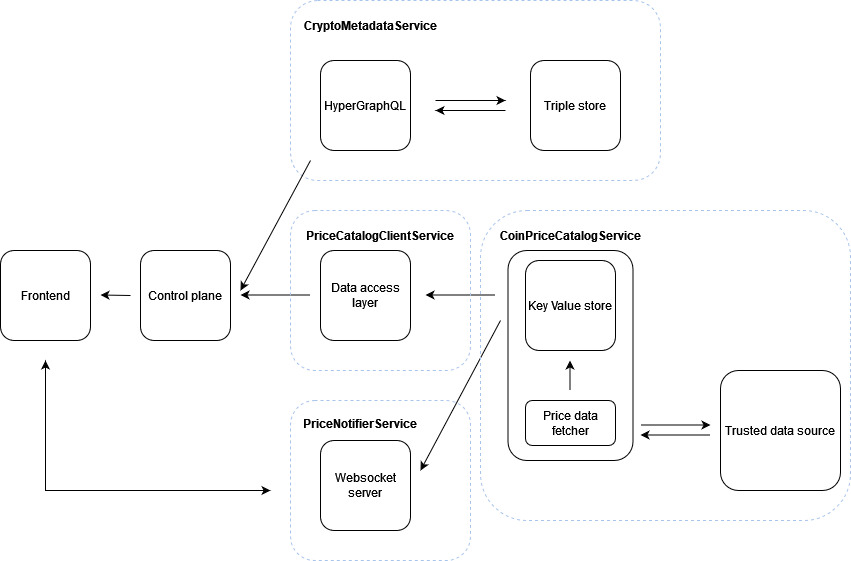 CryptoMetadataService
HyperGraphQL
Triple store
PriceCatalogClientService
CoinPriceCatalogService
Frontend
Control plane
Data access
layer
Key Value store
Price data
fetcher
Trusted data source
PriceNotifierService
Websocket
server